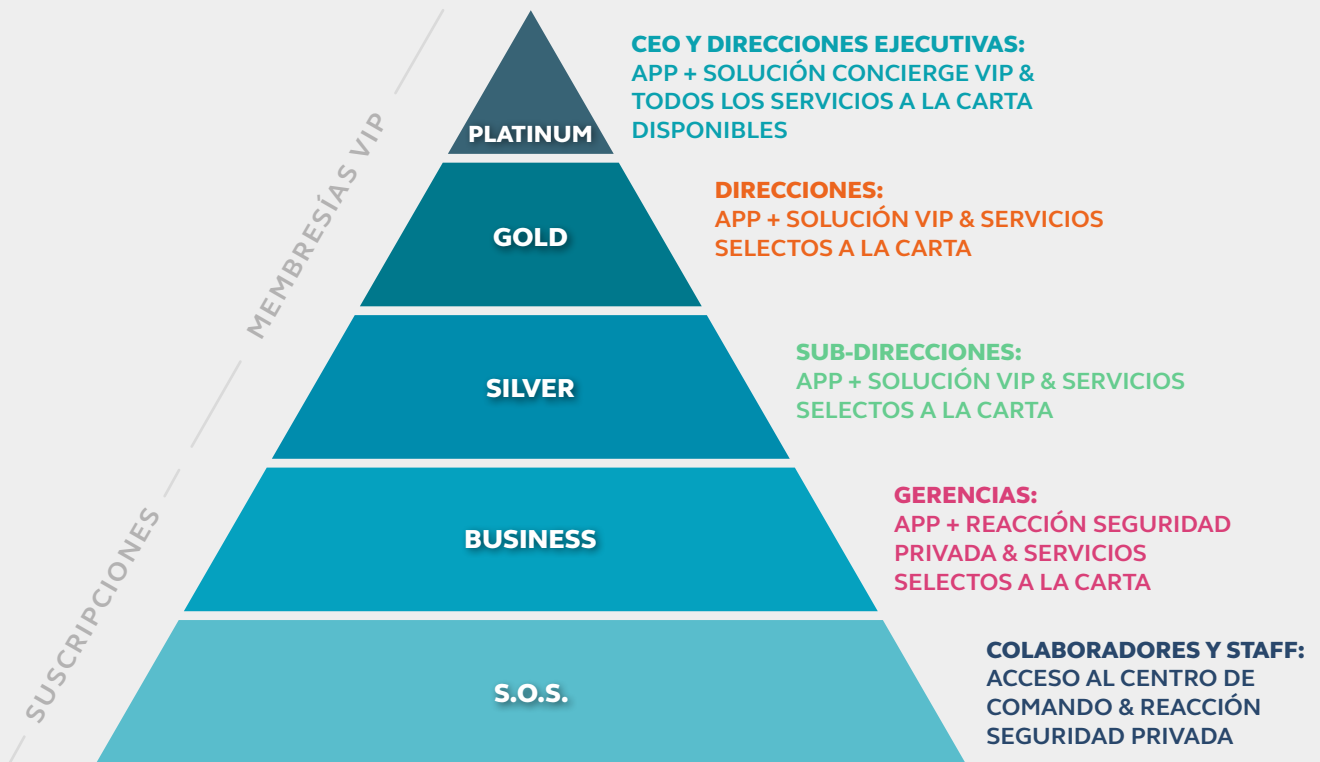 CEO Y DIRECCIONES EJECUTIVAS:
APP + SOLUCIÓN CONCIERGE VIP &
TODOS LOS SERVICIOS A LA CARTA
DISPONIBLES
PLATINUM
MEMBRESÍAS VIP
DIRECCIONES:
APP + SOLUCIÓN VIP & SERVICIOS
SELECTOS A LA CARTA
GOLD
SUB-DIRECCIONES:
APP + SOLUCIÓN VIP & SERVICIOS
SELECTOS A LA CARTA
SILVER
GERENCIAS:
APP + REACCIÓN SEGURIDAD
PRIVADA & SERVICIOS
SELECTOS A LA CARTA
BUSINESS
SUSCRIPCIONES
COLABORADORES Y STAFF:
ACCESO AL CENTRO DE
COMANDO & REACCIÓN
SEGURIDAD PRIVADA
S.O.S.